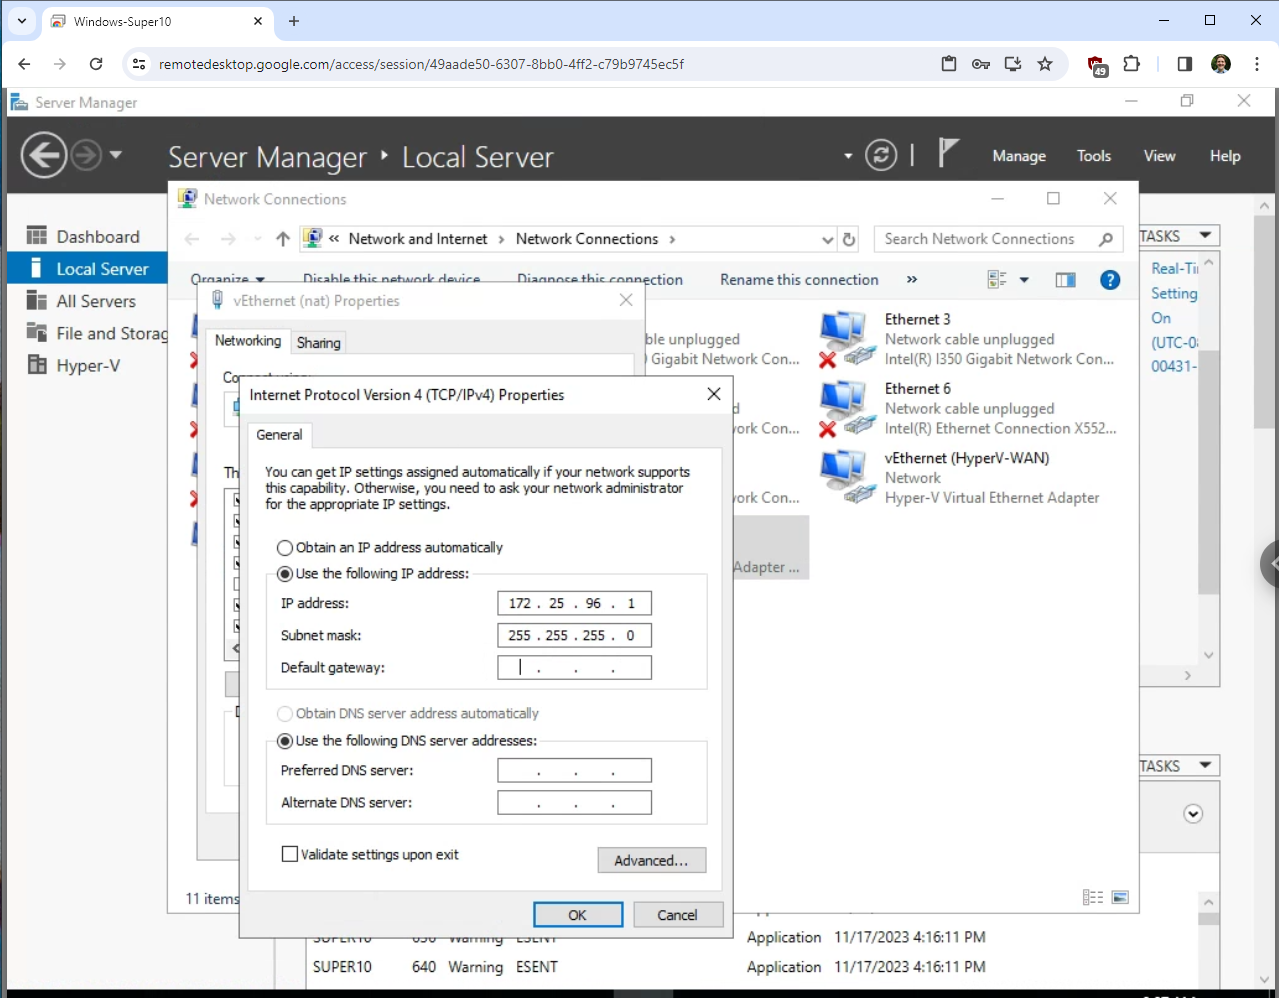 Windows-Super10
remotedesktop.google.com/access/session/49aade50-6307-8bb0-4ff2-c79b9745ec5f
49
Server Manager
Server Manager Local Server
Manage Tools View Help
Network Connections
Dashboard
Local Server
All Servers
File and Storag
Hyper-V
« Network and Internet > Network Connections >
Search Network Connections
TASKS
Organize Disable this network device Diagnose this connection Rename this connection »
Real-Ti
Setting
On
(UTC-0
00431-
vEthernet (nat) Properties
Networking
Sharing
ble unplugged
Gigabit Network Con...
Ethernet 3
Network cable unplugged
Intel(R) I350 Gigabit Network Con...
Ethernet 6
Network cable unplugged
Intel(R) Ethernet Connection X552...
d
ork Con...
vEthernet (HyperV-WAN)
Network
Hyper-V Virtual Ethernet Adapter
ork Con...
Adapter ...
Th
Internet Protocol Version 4 (TCP/IPv4) Properties
General
You can get IP settings assigned automatically if your network supports
this capability. Otherwise, you need to ask your network administrator
for the appropriate IP settings.
Obtain an IP address automatically
Use the following IP address:
IP address: 172 . 25 . 96 . 1
Subnet mask: 255 . 255 . 255 . 0
Default gateway: . . .
Obtain DNS server address automatically
Use the following DNS server addresses:
Preferred DNS server: . . .
Alternate DNS server: . . .
Validate settings upon exit
Advanced...
OK
Cancel
TASKS
11 items
SUPER10 Warning ESENT Application 11/17/2023 4:16:11 PM
SUPER10 640 Warning ESENT Application 11/17/2023 4:16:11 PM